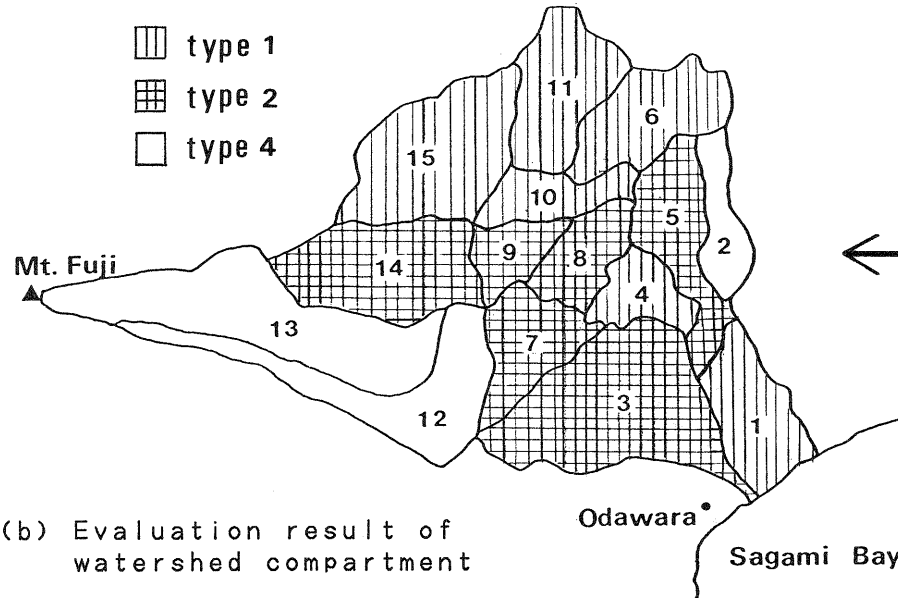 type 1
type 2
type 4
11
6
15
10
5
2
9
8
14
Mt. Fuji
4
13
7
3
12
1
Odawara
(b) Evaluation result of
watershed compartment
Sagami Bay